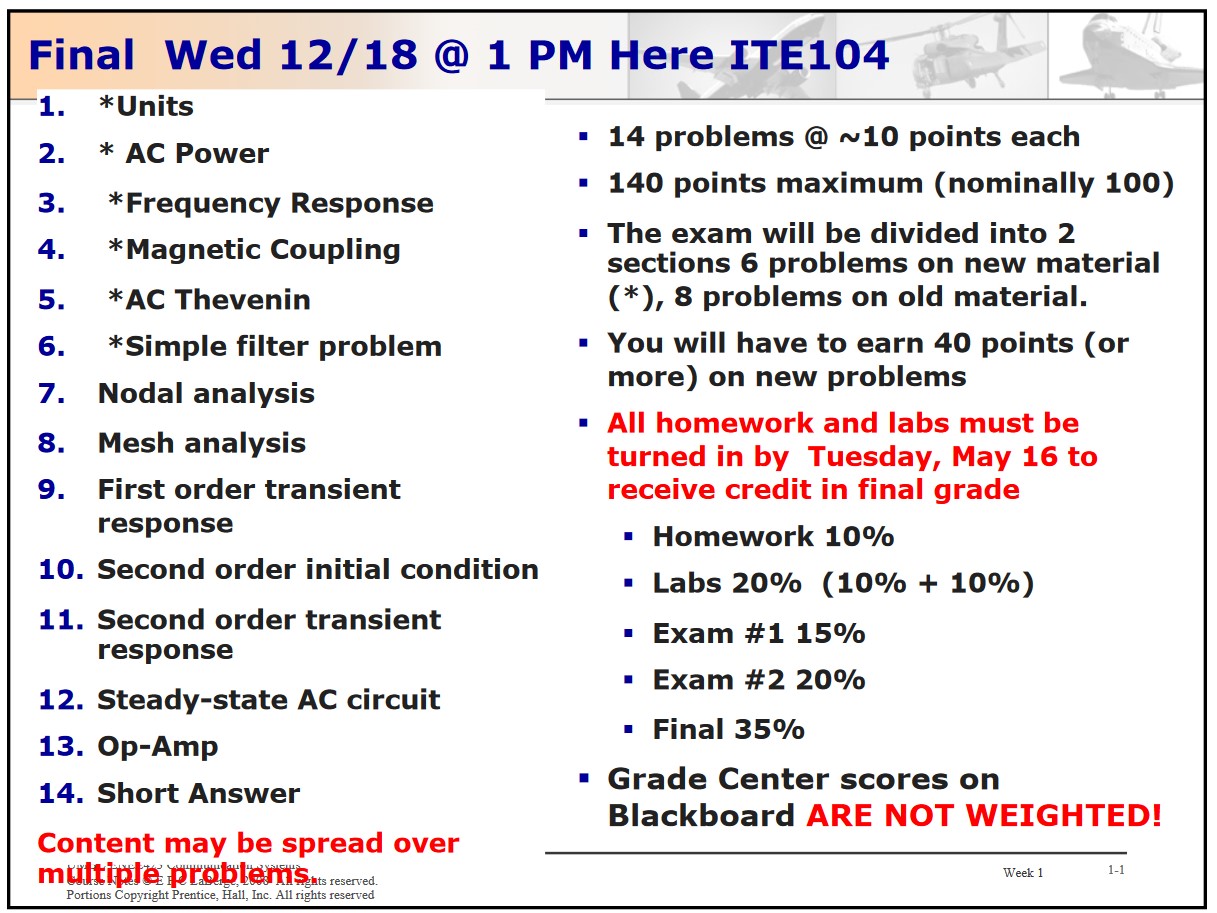 Final Wed 12/18 @ 1 PM Here ITE104
1. *Units
2. * AC Power
3. *Frequency Response
4. *Magnetic Coupling
5. *AC Thevenin
6. *Simple filter problem
7. Nodal analysis
8. Mesh analysis
9. First order transient
response
10. Second order initial condition
11. Second order transient
response
12. Steady-state AC circuit
13. Op-Amp
14. Short Answer
Content may be spread over
multiple problems.
▪ 14 problems @ ~10 points each
▪ 140 points maximum (nominally 100)
▪ The exam will be divided into 2
sections 6 problems on new material
(*), 8 problems on old material.
▪ You will have to earn 40 points (or
more) on new problems
▪ All homework and labs must be
turned in by Tuesday, May 16 to
receive credit in final grade
▪ Homework 10%
▪ Labs 20% (10% + 10%)
▪ Exam #1 15%
▪ Exam #2 20%
▪ Final 35%
▪ Grade Center scores on
Blackboard ARE NOT WEIGHTED!
Communication Systems
Course Notes © E F C LaBerge, 2008 All rights reserved.
Portions Copyright Prentice, Hall, Inc. All rights reserved
Week 1
1-1